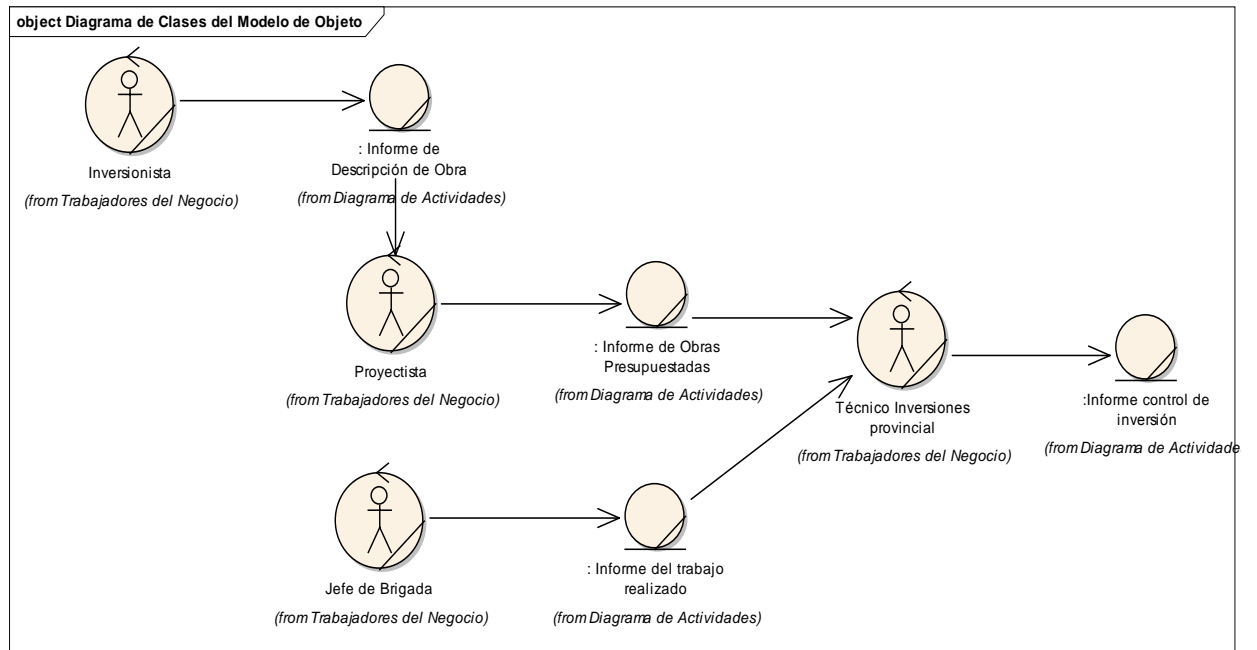 object Diagrama de Clases del Modelo de Objeto
Inversionista
(from Trabajadores del Negocio)
: Informe de
Descripción de Obra
(from Diagrama de Actividades)
Proyectista
(from Trabajadores del Negocio)
: Informe de Obras
Presupuestadas
(from Diagrama de Actividades)
Técnico Inversiones
provincial
(from Trabajadores del Negocio)
:Informe control de
inversión
(from Diagrama de Actividade
Jefe de Brigada
(from Trabajadores del Negocio)
: Informe del trabajo
realizado
(from Diagrama de Actividades)